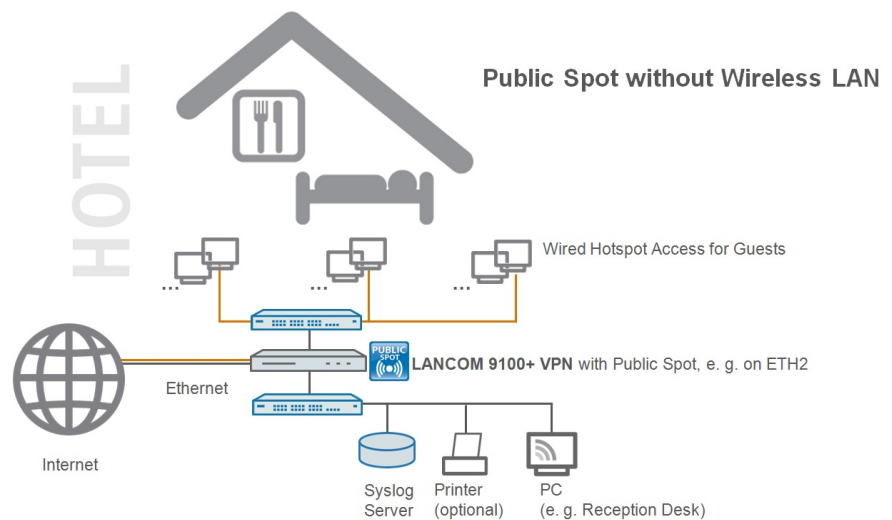 HOTEL
Public Spot without Wireless LAN
Wired Hotspot Access for Guests
...
...
...
PUBLIC
SPOT
LANCOM 9100+ VPN with Public Spot, e. g. on ETH2
Ethernet
Internet
Syslog
Server
Printer
(optional)
PC
(e. g. Reception Desk)